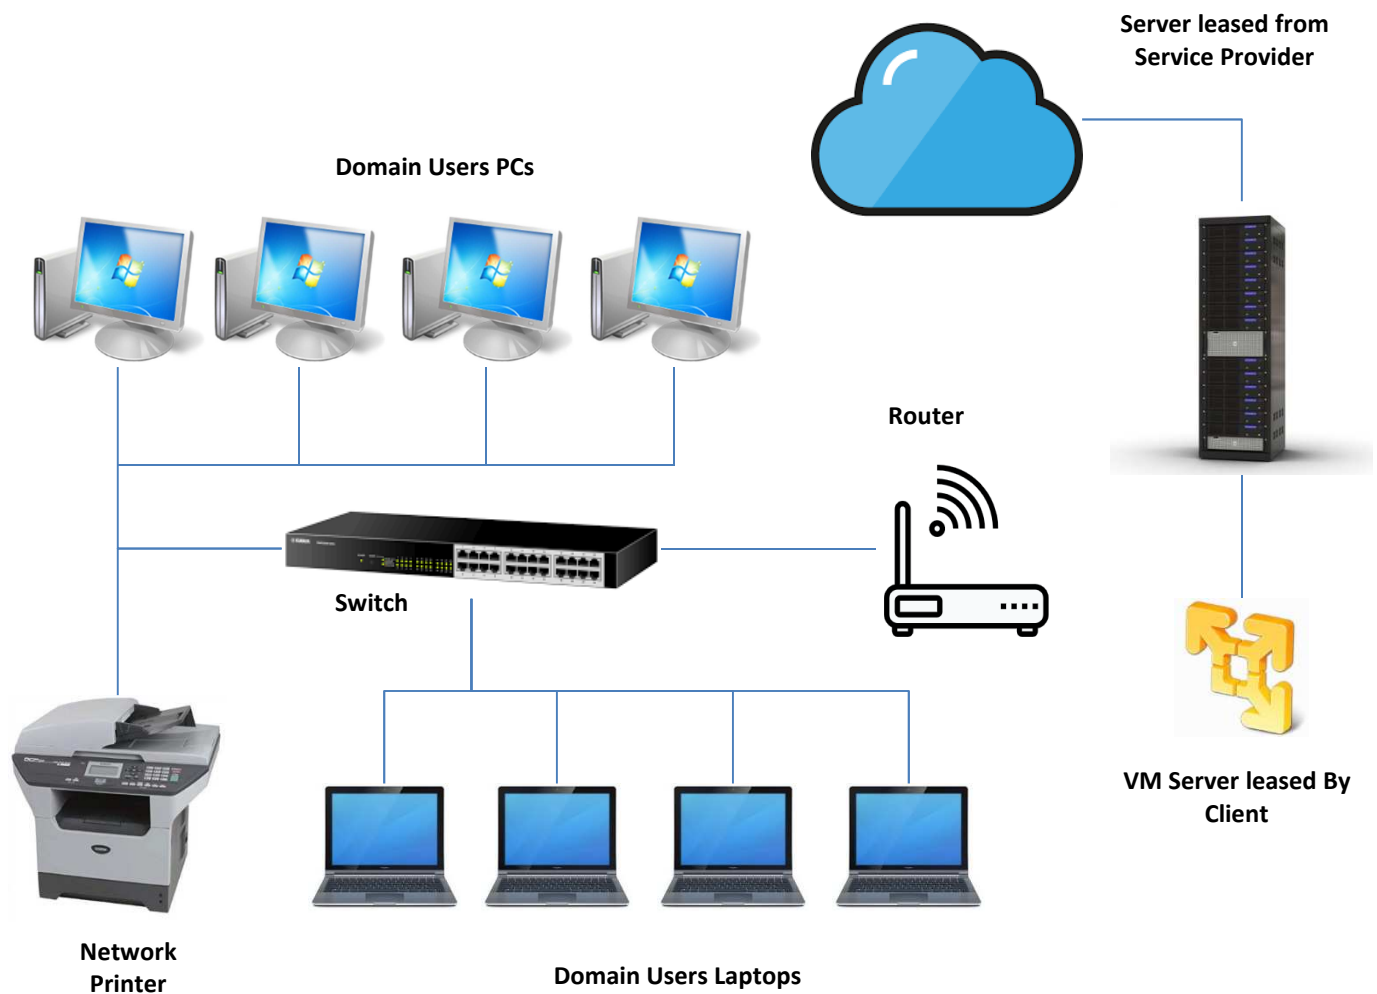 Server leased from
Service Provider
Domain Users PCs
Router
Switch
VM Server leased By
Client
Network
Printer
Domain Users Laptops